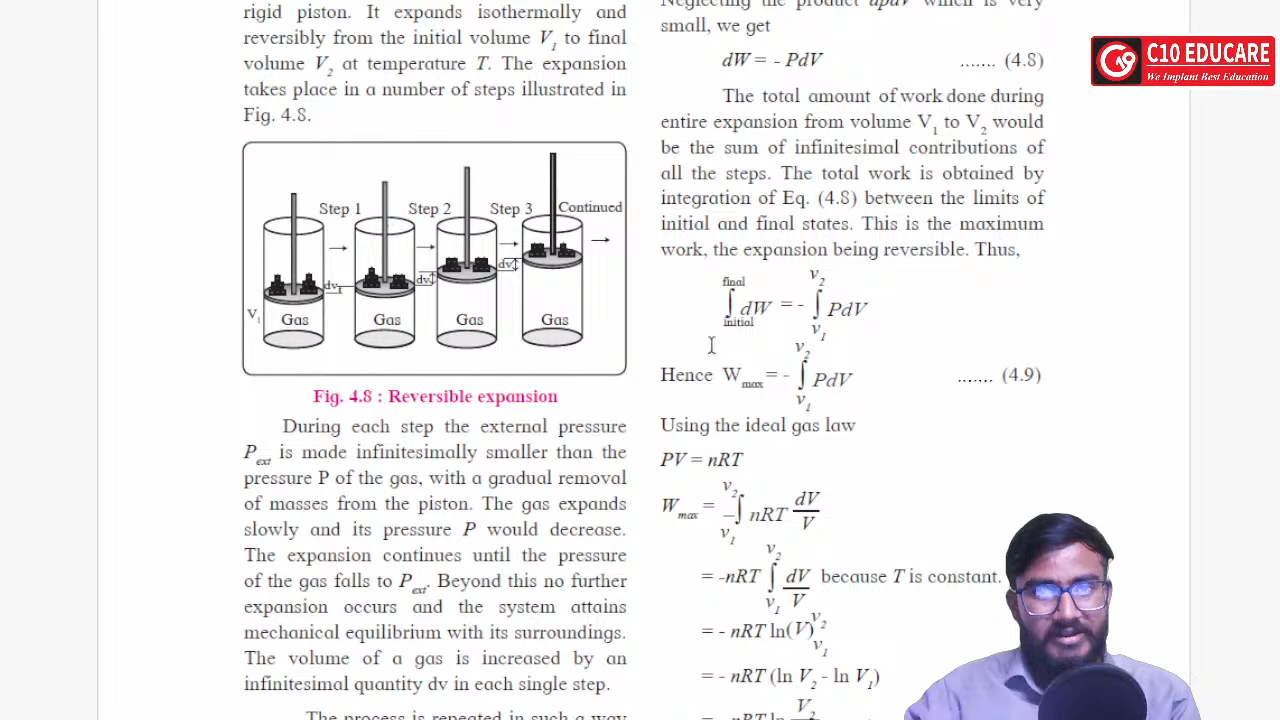 rigid piston. It expands isothermally and
reversibly from the initial volume V1 to final
volume V2 at temperature T. The expansion
takes place in a number of steps illustrated in
Fig. 4.8.
Step 1 Step 2 Step 3 Continued
dv1 dv dv
V1 Gas Gas Gas Gas
Fig. 4.8 : Reversible expansion
During each step the external pressure
Pext is made infinitesimally smaller than the
pressure P of the gas, with a gradual removal
of masses from the piston. The gas expands
slowly and its pressure P would decrease.
The expansion continues until the pressure
of the gas falls to Pext. Beyond this no further
expansion occurs and the system attains
mechanical equilibrium with its surroundings.
The volume of a gas is increased by an
infinitesimal quantity dv in each single step.
The process is repeated in such a way
Neglecting the product dpdV which is very
small, we get
dW = - PdV ....... (4.8)
The total amount of work done during
entire expansion from volume V1 to V2 would
be the sum of infinitesimal contributions of
all the steps. The total work is obtained by
integration of Eq. (4.8) between the limits of
initial and final states. This is the maximum
work, the expansion being reversible. Thus,
final v2
∫ dW = - ∫ PdV
initial v1
v2
Hence Wmax = - ∫ PdV ....... (4.9)
v1
Using the ideal gas law
PV = nRT
v2
Wmax = - ∫ nRT dV/V
v1
v2
= -nRT ∫ dV/V because T is constant.
v1
= - nRT ln(V) v2 v1
= - nRT (ln V2 - ln V1)
= - nRT ln V2
C10 EDUCARE
We Implant Best Education